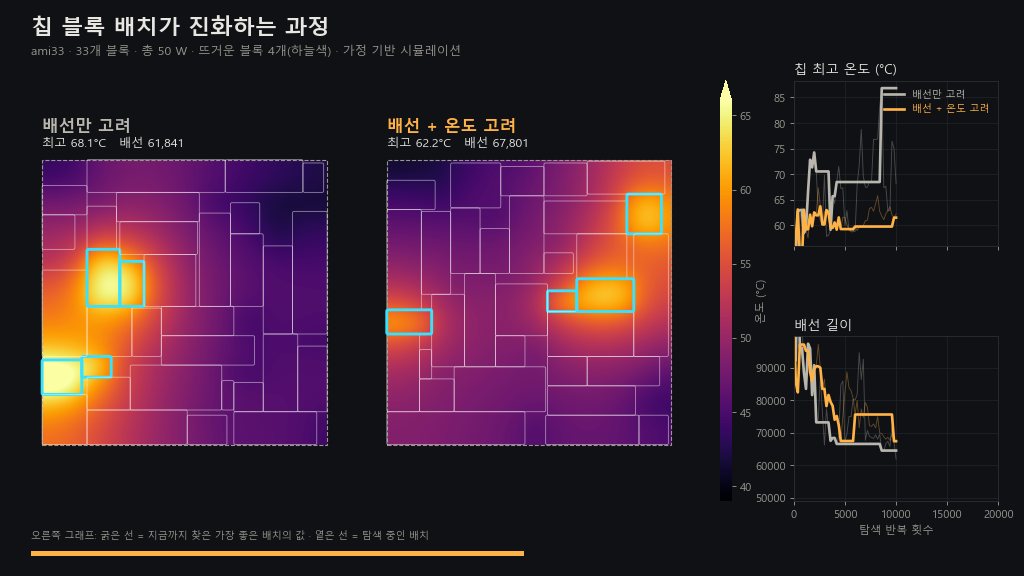 칩 블록 배치가 진화하는 과정
ami33 · 33개 블록 · 총 50 W · 뜨거운 블록 4개(하늘색) · 가정 기반 시뮬레이션
배선만 고려
최고 68.1°C 배선 61,841
배선 + 온도 고려
최고 62.2°C 배선 67,801
65
60
55
50
45
40
온도 (°C)
칩 최고 온도 (°C)
배선만 고려
배선 + 온도 고려
85
80
75
70
65
60
배선 길이
90000
80000
70000
60000
50000
0 5000 10000 15000 20000
탐색 반복 횟수
오른쪽 그래프: 굵은 선 = 지금까지 찾은 가장 좋은 배치의 값 · 옅은 선 = 탐색 중인 배치